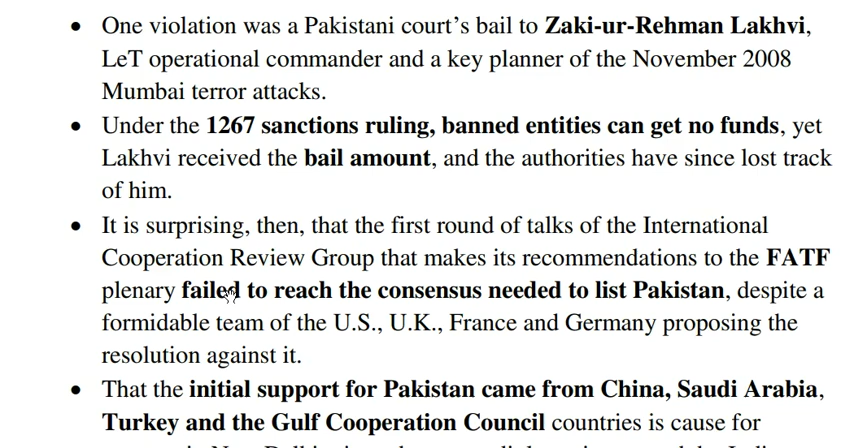 • One violation was a Pakistani court’s bail to Zaki-ur-Rehman Lakhvi,
LeT operational commander and a key planner of the November 2008
Mumbai terror attacks.
• Under the 1267 sanctions ruling, banned entities can get no funds, yet
Lakhvi received the bail amount, and the authorities have since lost track
of him.
• It is surprising, then, that the first round of talks of the International
Cooperation Review Group that makes its recommendations to the FATF
plenary failed to reach the consensus needed to list Pakistan, despite a
formidable team of the U.S., U.K., France and Germany proposing the
resolution against it.
• That the initial support for Pakistan came from China, Saudi Arabia,
Turkey and the Gulf Cooperation Council countries is cause for